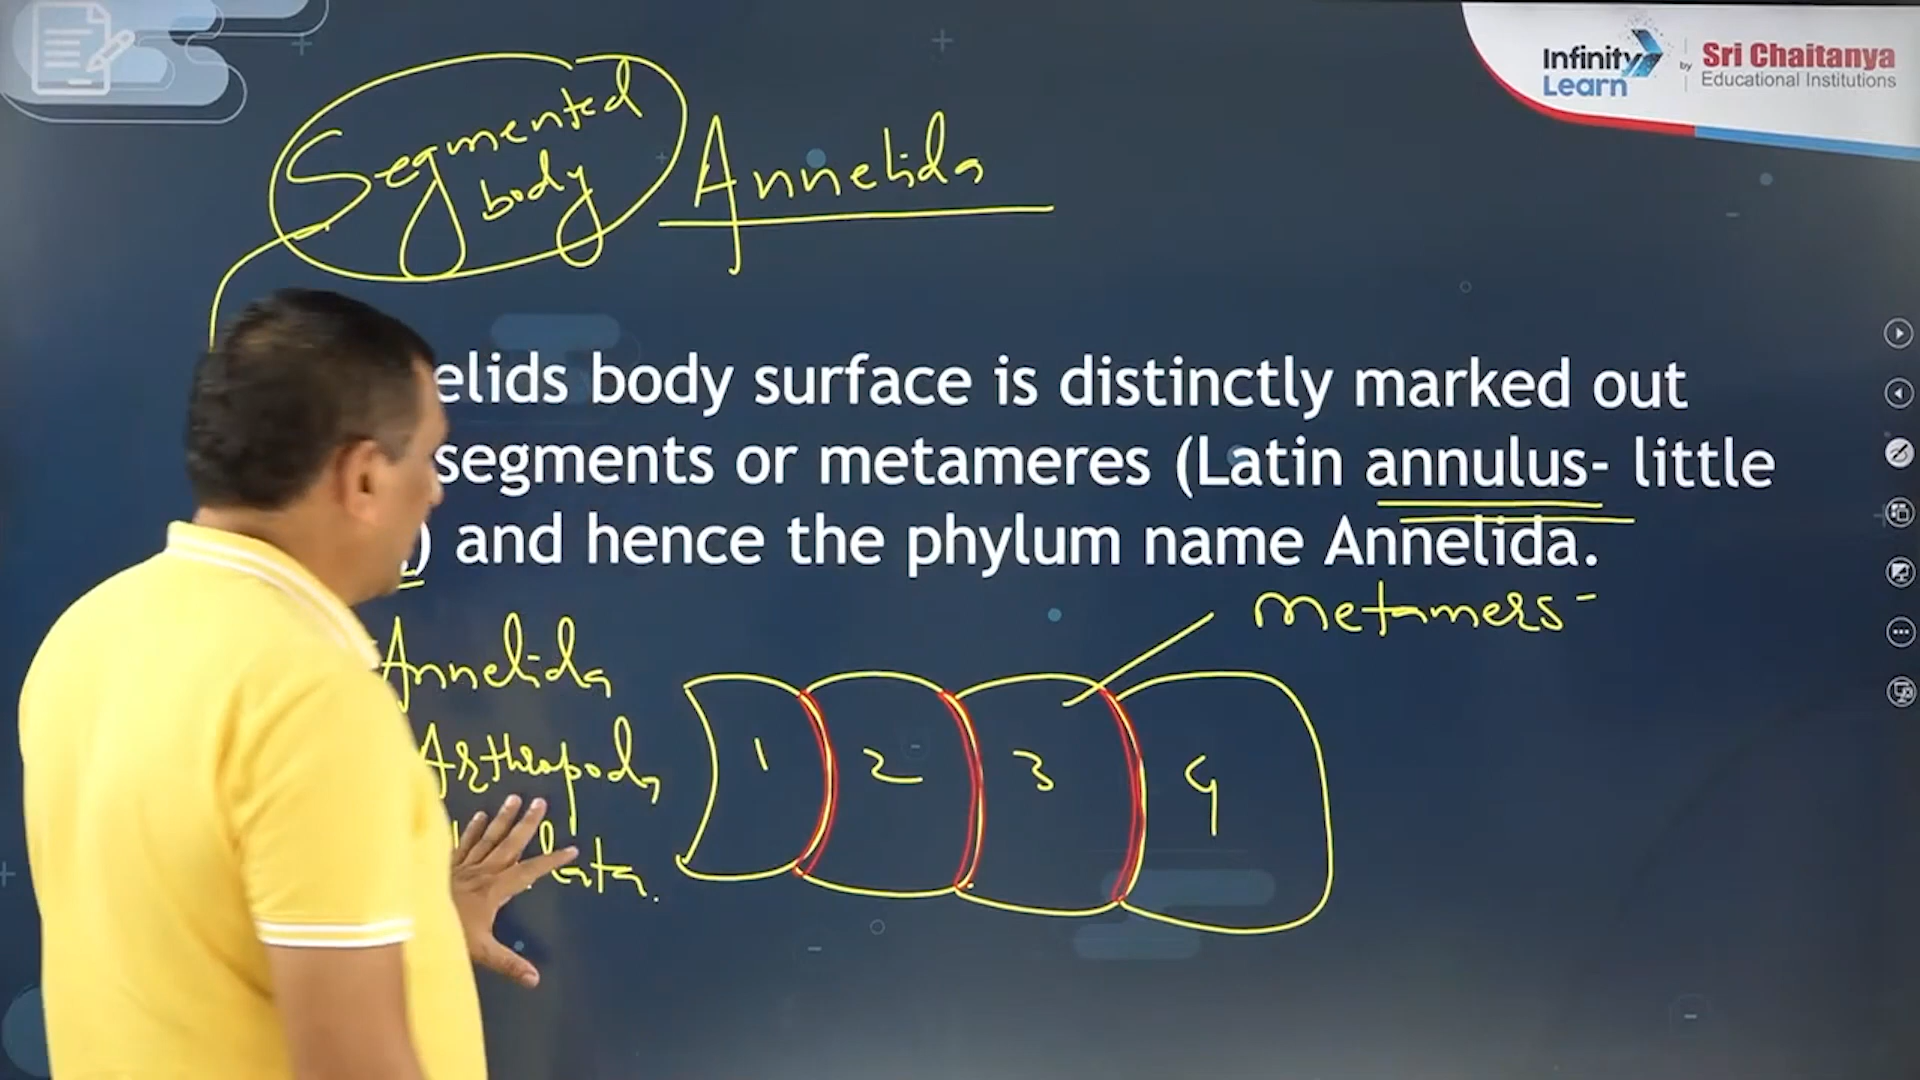 Infinity Learn by Sri Chaitanya Educational Institutions
Segmented body
Annelida
elids body surface is distinctly marked out
segments or metameres (Latin annulus- little
) and hence the phylum name Annelida.
Metamers -
Annelida
Arthropoda
1 2 3 4